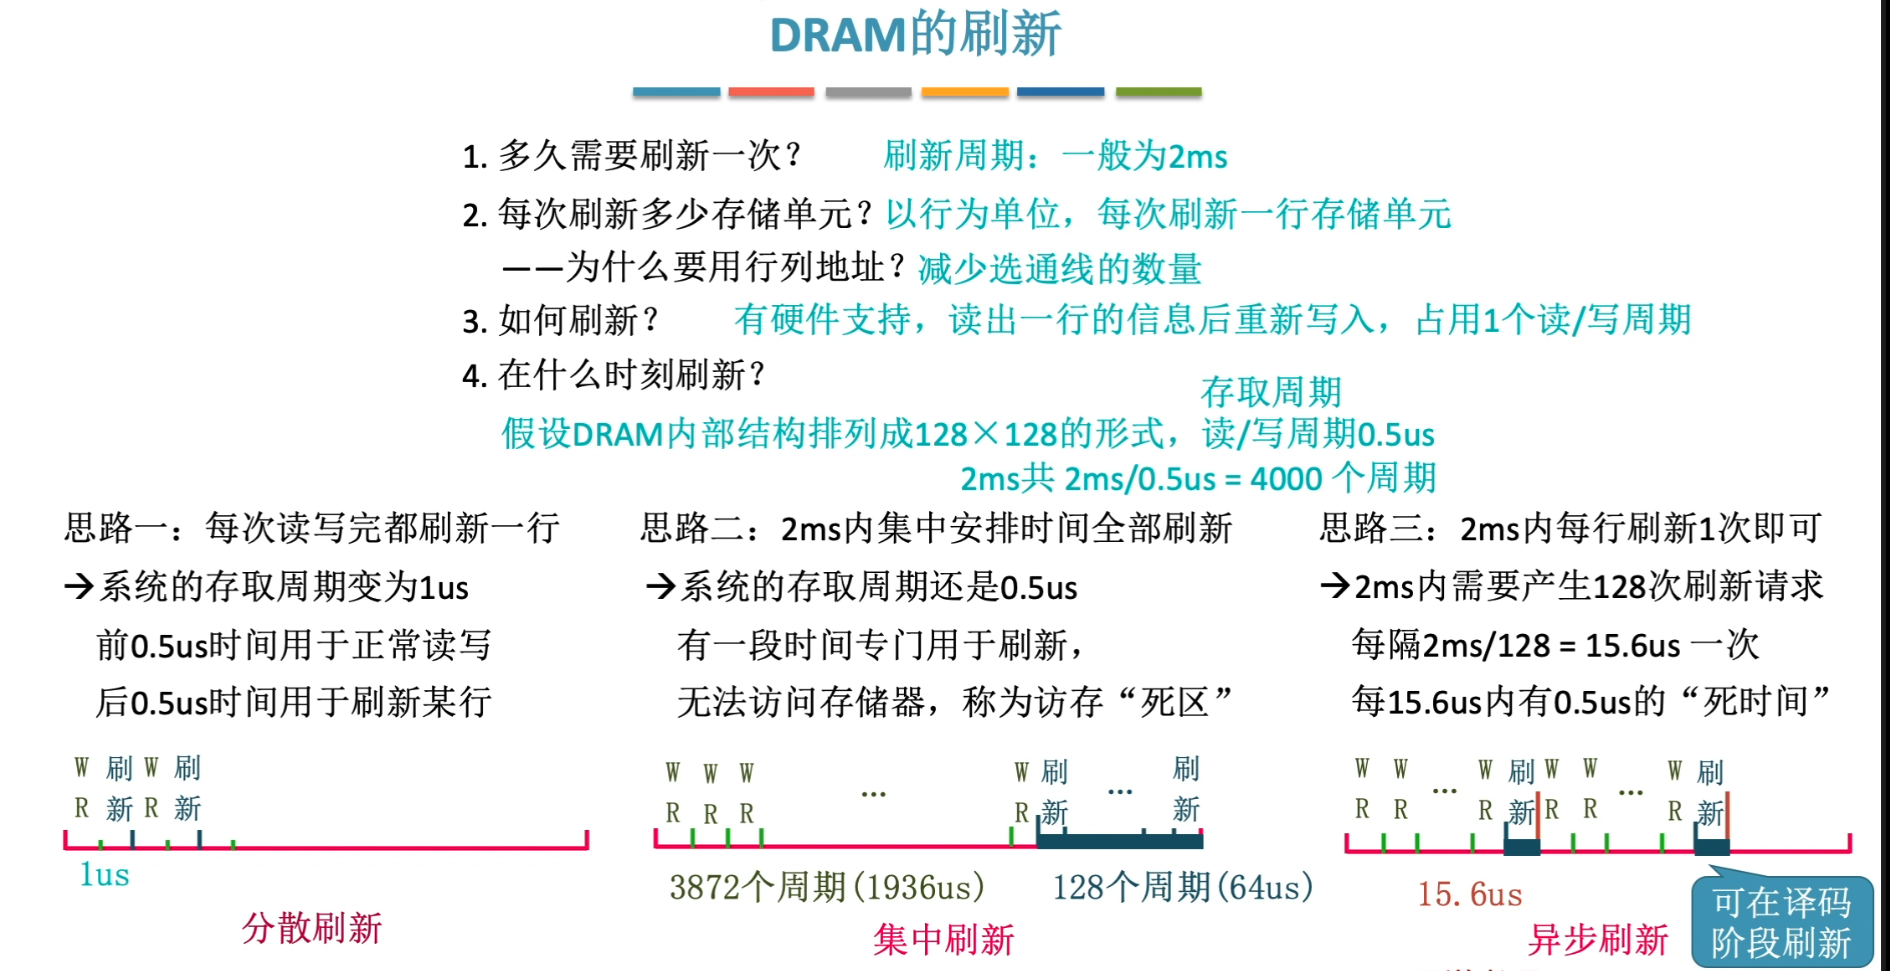 DRAM的刷新
1. 多久需要刷新一次? 刷新周期：一般为2ms
2. 每次刷新多少存储单元? 以行为单位，每次刷新一行存储单元
——为什么要用行列地址? 减少选通线的数量
3. 如何刷新? 有硬件支持，读出一行的信息后重新写入，占用1个读/写周期
4. 在什么时刻刷新?
存取周期
假设DRAM内部结构排列成128×128的形式，读/写周期0.5us
2ms共 2ms/0.5us = 4000 个周期
思路一：每次读写完都刷新一行
→系统的存取周期变为1us
前0.5us时间用于正常读写
后0.5us时间用于刷新某行
W 刷 W 刷
R 新 R 新
1us
分散刷新
思路二：2ms内集中安排时间全部刷新
→系统的存取周期还是0.5us
有一段时间专门用于刷新，
无法访问存储器，称为访存“死区”
W W W ... W 刷 ... 刷
R R R R 新 新
3872个周期(1936us) 128个周期(64us)
集中刷新
思路三：2ms内每行刷新1次即可
→2ms内需要产生128次刷新请求
每隔2ms/128 = 15.6us 一次
每15.6us内有0.5us的“死时间”
W W ... W 刷 W W ... W 刷
R R R 新 R R R 新
15.6us
异步刷新
可在译码
阶段刷新